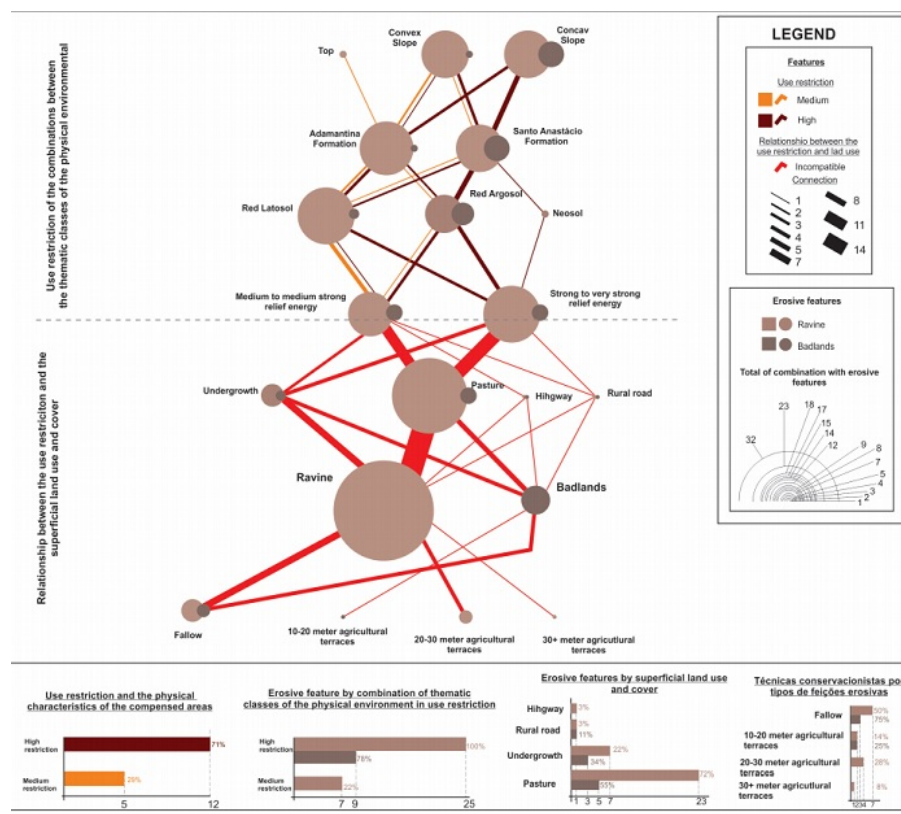 Use restriction of the combinations between
the thematic classes of the physical environmental
Relationship between the use restriciton and the
superficial land use and cover
Top
Convex
Slope
Concav
Slope
Adamantina
Formation
Santo Anastácio
Formation
Red Latosol
Red Argosol
Neosol
Medium to medium strong
relief energy
Strong to very strong
relief energy
Undergrowth
Pasture
Hihgway
Rural road
Ravine
Badlands
Fallow
10-20 meter agricultural
terraces
20-30 meter agricultural
terraces
30+ meter agricutlural
terraces
LEGEND
Features
Use restriction
Medium
High
Relationship between the
use restriction and lad use
Incompatible
Connection
1
2
3
4
5
7
8
11
14
Erosive features
Ravine
Badlands
Total of combination with erosive
features
32
23
18
17
15
14
12
9
8
7
5
4
3
2
1
Use restriction and the physical
characteristics of the compensed areas
High
restriction
71%
Medium
restriction
29%
5
12
Erosive feature by combination of thematic
classes of the physical environment in use restriction
High
restriction
100%
78%
Medium
restriction
22%
7
9
25
Erosive features by superficial land use
and cover
Hihgway
3%
Rural road
3%
11%
Undergrowth
22%
34%
Pasture
72%
55%
1
1
3
5
7
23
Técnicas conservacionistas po
tipos de feições erosivas
Fallow
50%
75%
10-20 meter agricultural
terraces
14%
25%
20-30 meter agricultural
terraces
28%
30+ meter agricutlural
terraces
8%
1
2
3
4
7